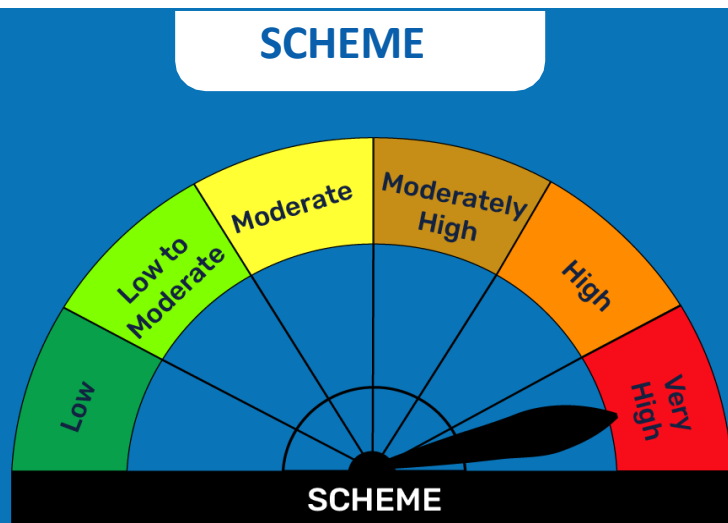 SCHEME
Low
Low to
Moderate
Moderate
Moderately
High
High
Very
High
SCHEME